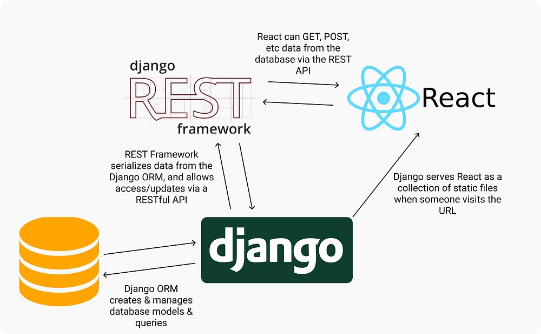 React can GET, POST,
etc data from the
database via the REST
API
django
REST
framework
React
REST Framework
serializes data from the
Django ORM, and allows
access/updates via a
RESTful API
Django serves React as a
collection of static files
when someone visits the
URL
django
Django ORM
creates & manages
database models &
queries